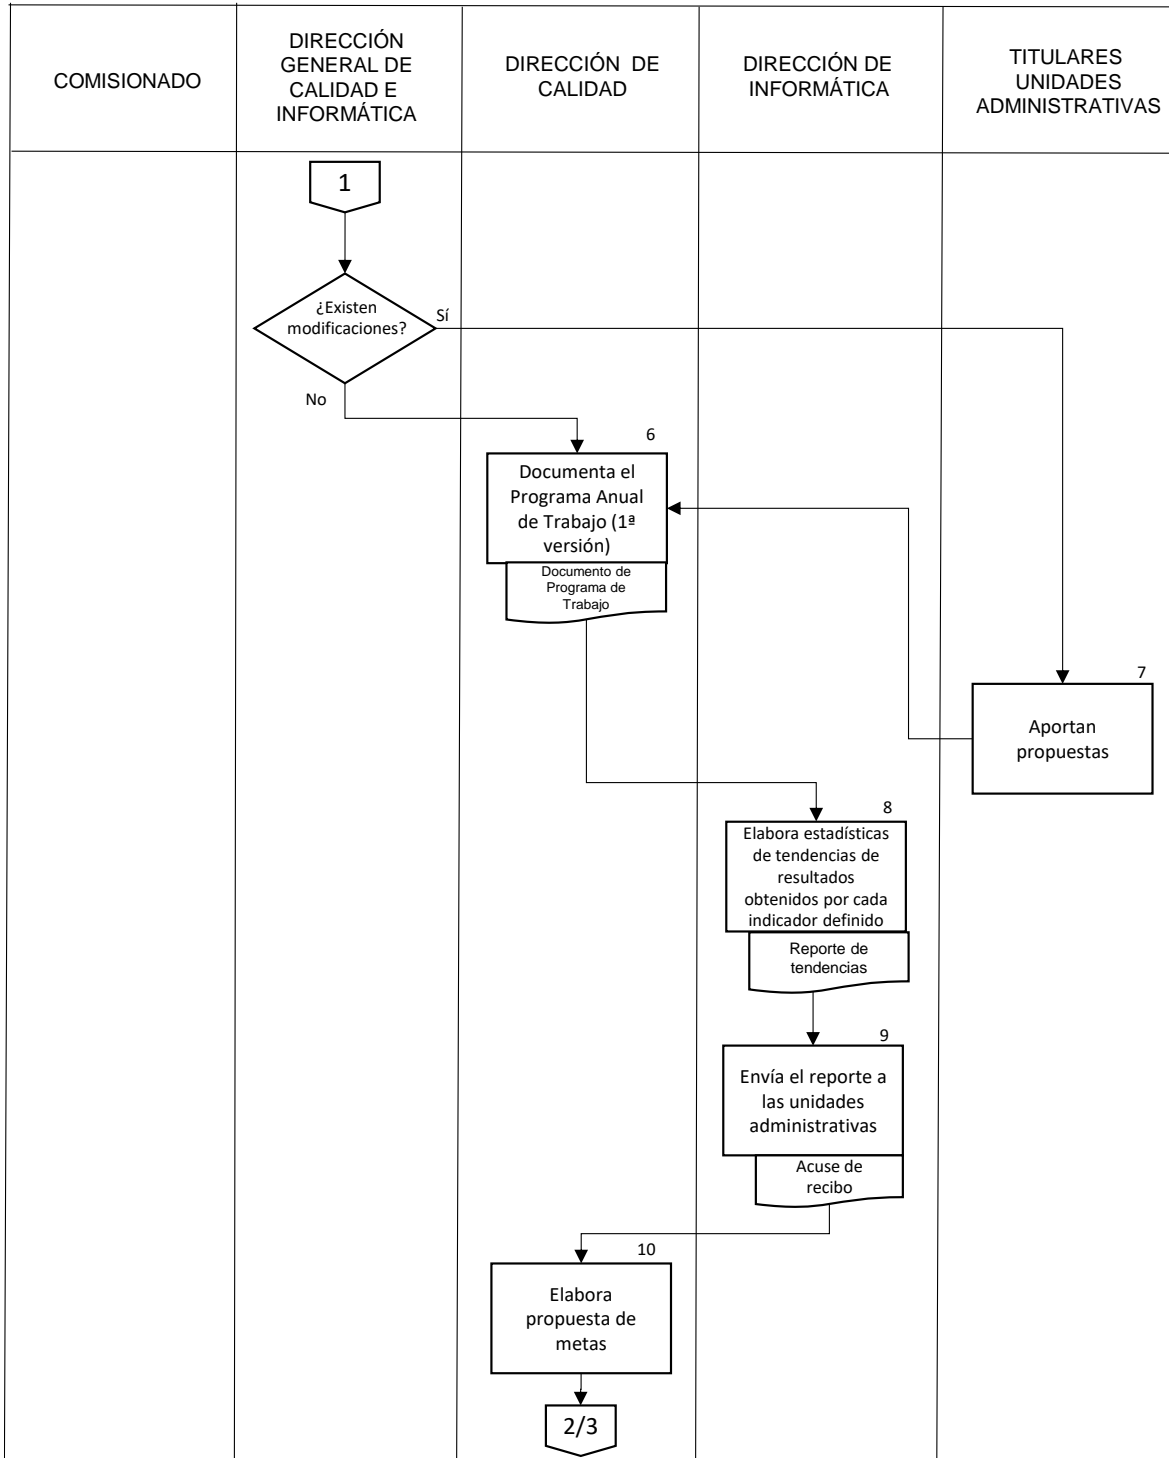 COMISIONADO
DIRECCIÓN
GENERAL DE
CALIDAD E
INFORMÁTICA
DIRECCIÓN DE
CALIDAD
DIRECCIÓN DE
INFORMÁTICA
TITULARES
UNIDADES
ADMINISTRATIVAS
1
¿Existen
modificaciones?
Sí
No
6
Documenta el
Programa Anual
de Trabajo (1ª
versión)
Documento de
Programa de
Trabajo
7
Aportan
propuestas
8
Elabora estadísticas
de tendencias de
resultados
obtenidos por cada
indicador definido
Reporte de
tendencias
9
Envía el reporte a
las unidades
administrativas
Acuse de
recibo
10
Elabora
propuesta de
metas
2/3